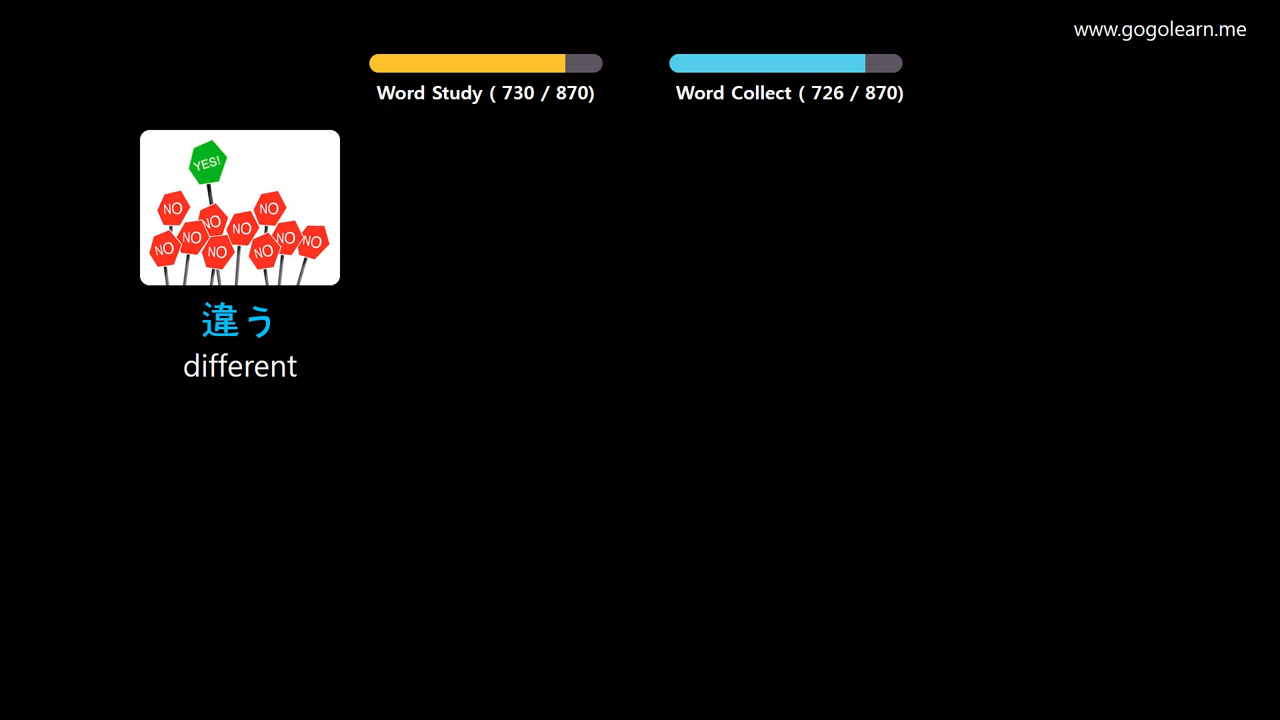 www.gogolearn.me
Word Study ( 730 / 870)
Word Collect ( 726 / 870)
YES!
NO
NO
NO
NO
NO
NO
NO
NO
NO
NO
違う
different